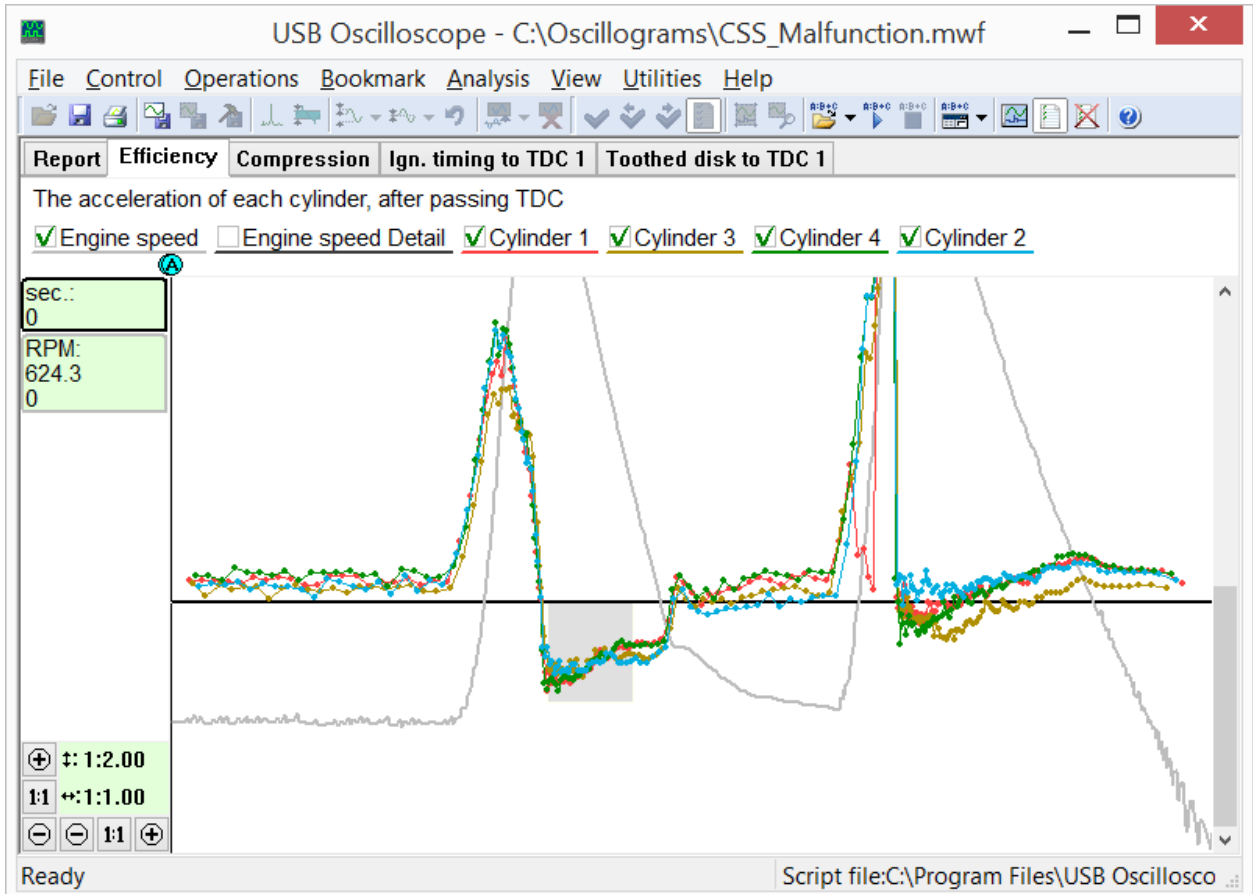 USB Oscilloscope - C:\Oscillograms\CSS_Malfunction.mwf
File Control Operations Bookmark Analysis View Utilities Help
A:B+C A:B+C A:B+C A:B+C
Report Efficiency Compression Ign. timing to TDC 1 Toothed disk to TDC 1
The acceleration of each cylinder, after passing TDC
Engine speed Engine speed Detail Cylinder 1 Cylinder 3 Cylinder 4 Cylinder 2
A
sec.:
0
RPM:
624.3
0
1:2.00
1:1 1:1.00
1:1
Ready Script file:C:\Program Files\USB Oscillosco